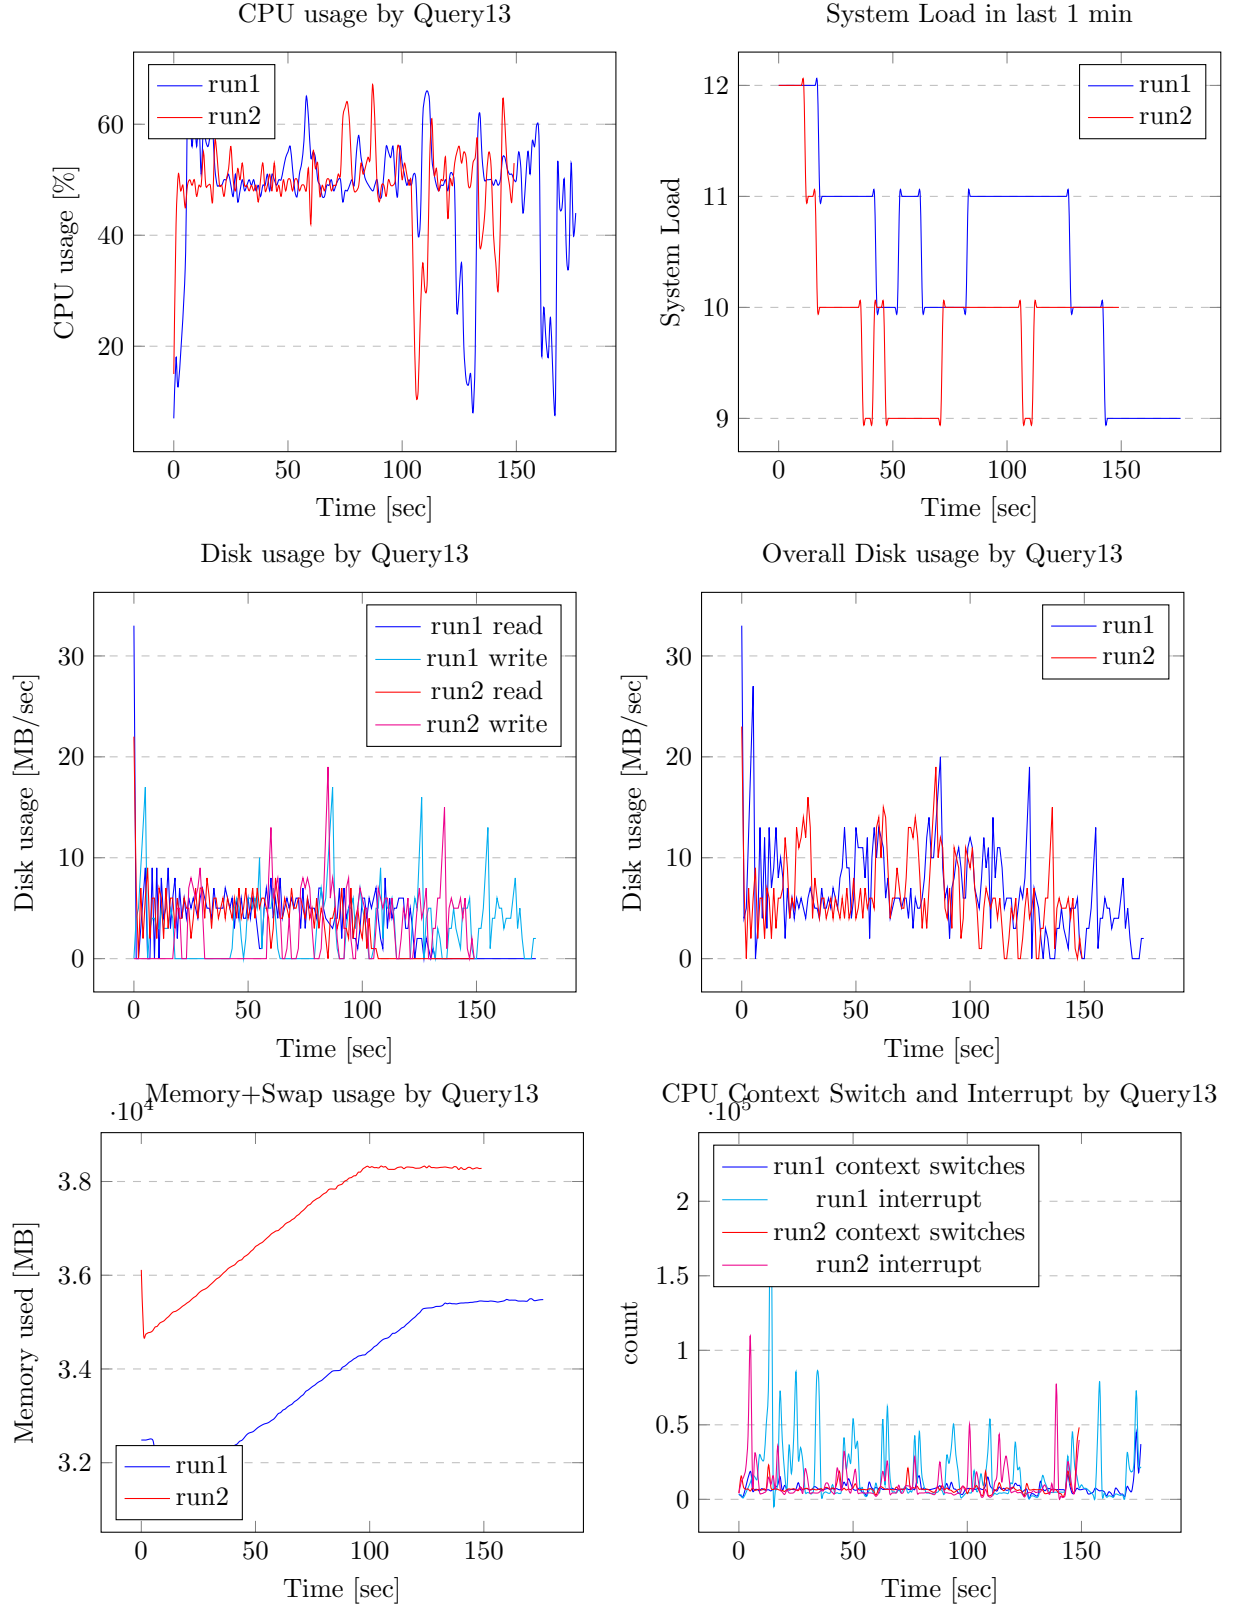 CPU usage by Query13
run1
run2
60
40
20
CPU usage [%]
0
50
100
150
Time [sec]
System Load in last 1 min
run1
run2
12
11
10
9
System Load
0
50
100
150
Time [sec]
Disk usage by Query13
run1 read
run1 write
run2 read
run2 write
30
20
10
0
Disk usage [MB/sec]
0
50
100
150
Time [sec]
Overall Disk usage by Query13
run1
run2
30
20
10
0
Disk usage [MB/sec]
0
50
100
150
Time [sec]
Memory+Swap usage by Query13
·10^4
3.8
3.6
3.4
3.2
Memory used [MB]
run1
run2
0
50
100
150
Time [sec]
CPU Context Switch and Interrupt by Query13
·10^5
run1 context switches
run1 interrupt
run2 context switches
run2 interrupt
2
1.5
1
0.5
0
count
0
50
100
150
Time [sec]